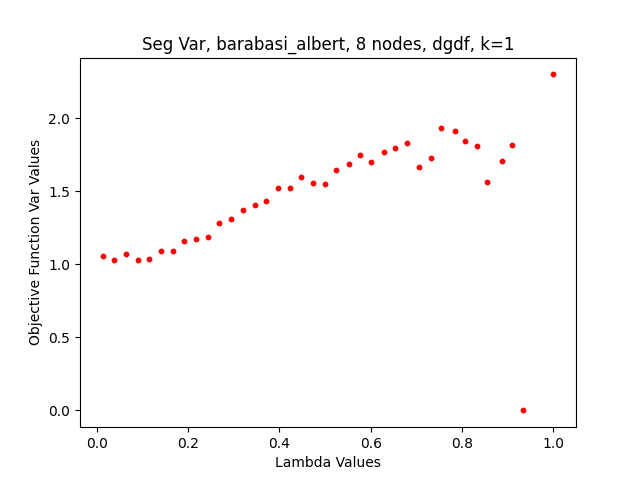 Seg Var, barabasi_albert, 8 nodes, dgdf, k=1
Objective Function Var Values
2.0
1.5
1.0
0.5
0.0
0.0 0.2 0.4 0.6 0.8 1.0
Lambda Values